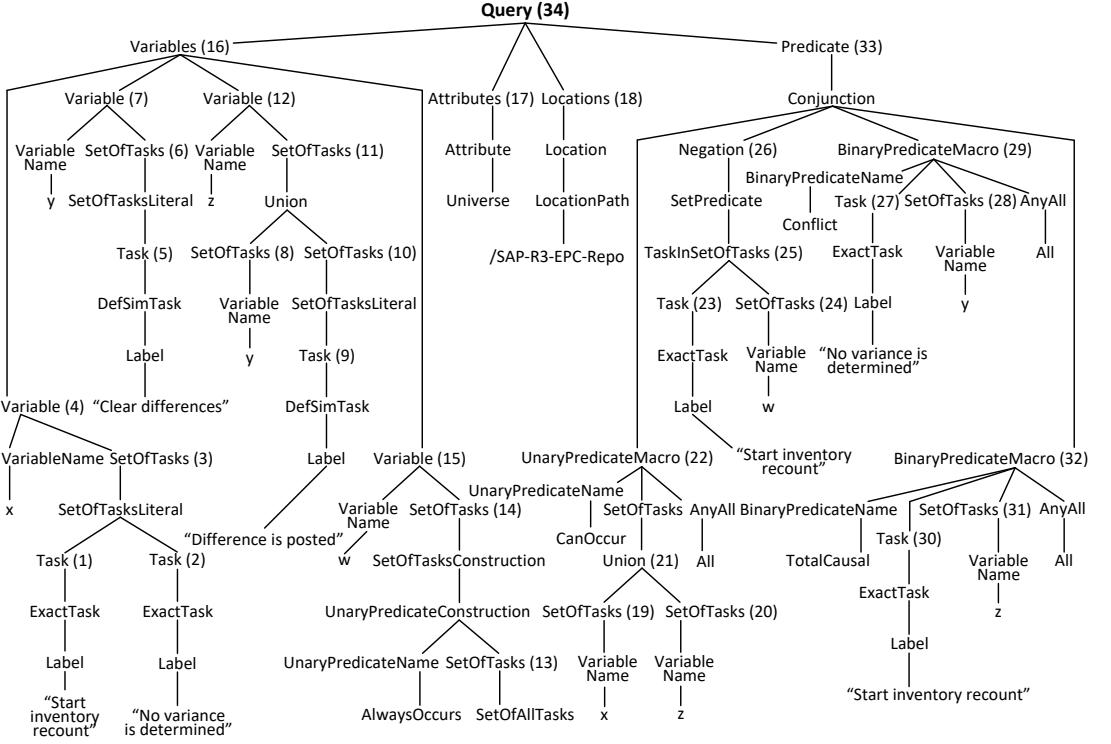 Query (34)
Variables (16)
Predicate (33)
Variable (7)
Variable (12)
Attributes (17)
Locations (18)
Conjunction
Variable
Name
SetOfTasks (6)
Variable
Name
SetOfTasks (11)
Attribute
Location
Negation (26)
BinaryPredicateMacro (29)
y
SetOfTasksLiteral
z
Union
Universe
LocationPath
SetPredicate
BinaryPredicateName
Task (27)
SetOfTasks (28)
AnyAll
Conflict
Task (5)
SetOfTasks (8)
SetOfTasks (10)
/SAP-R3-EPC-Repo
TaskInSetOfTasks (25)
ExactTask
Variable
Name
All
DefSimTask
Variable
Name
SetOfTasksLiteral
Task (23)
SetOfTasks (24)
Label
y
Label
y
Task (9)
ExactTask
Variable
Name
“No variance is
determined”
Variable (4)
“Clear differences”
DefSimTask
Label
w
VariableName
SetOfTasks (3)
Label
Variable (15)
UnaryPredicateMacro (22)
“Start inventory
recount”
BinaryPredicateMacro (32)
x
SetOfTasksLiteral
“Difference is posted”
Variable
Name
SetOfTasks (14)
UnaryPredicateName
SetOfTasks
AnyAll
BinaryPredicateName
SetOfTasks (31)
AnyAll
CanOccur
Task (30)
Task (1)
Task (2)
w
SetOfTasksConstruction
Union (21)
All
TotalCausal
Variable
Name
All
ExactTask
ExactTask
UnaryPredicateConstruction
SetOfTasks (19)
SetOfTasks (20)
ExactTask
z
Label
Label
UnaryPredicateName
SetOfTasks (13)
Variable
Name
Variable
Name
Label
“Start
inventory
recount”
“No variance
is determined”
AlwaysOccurs
SetOfAllTasks
x
z
“Start inventory recount”